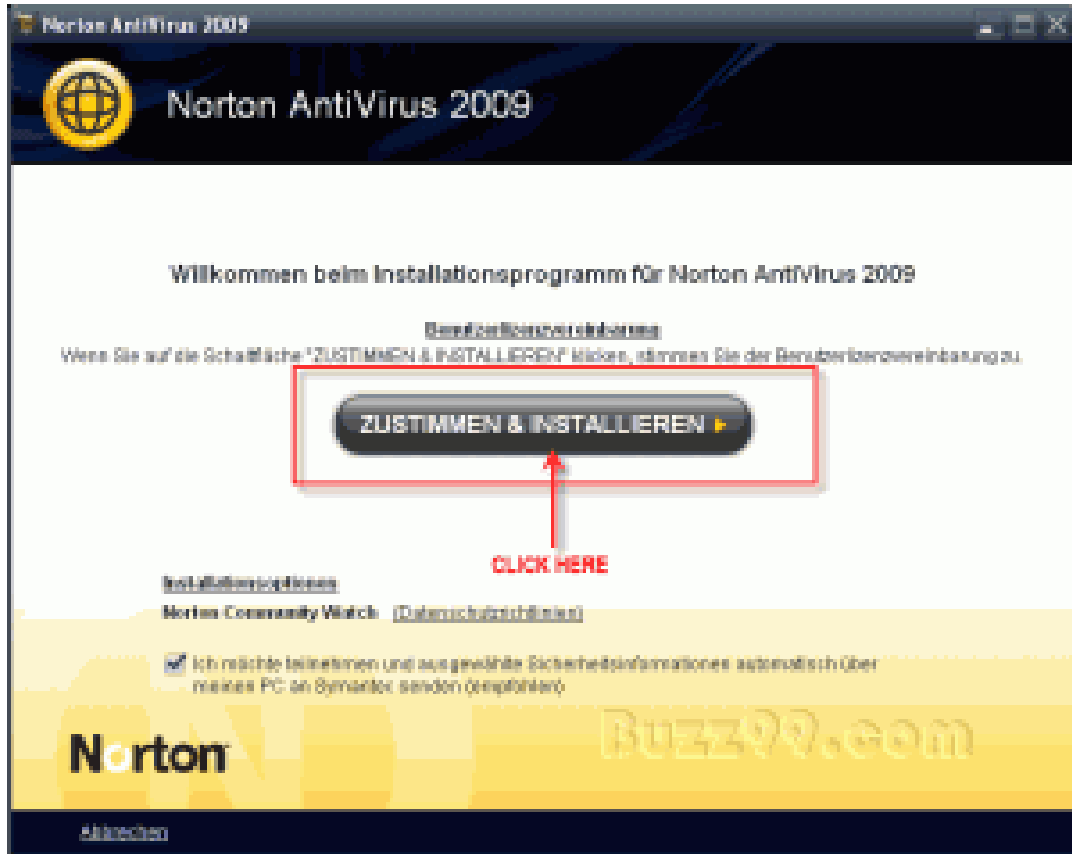 Norton AntiVirus 2009
Norton AntiVirus 2009
Willkommen beim Installationsprogramm für Norton AntiVirus 2009
Benutzerlizenzvereinbarung
Wenn Sie auf die Schaltfläche "ZUSTIMMEN & INSTALLIEREN" klicken, stimmen Sie der Benutzerlizenzvereinbarung zu.
ZUSTIMMEN & INSTALLIEREN
CLICK HERE
Installationsoptionen
Norton Community Watch (Datenschutzrichtlinien)
Ich möchte teilnehmen und ausgewählte Sicherheitsinformationen automatisch über
meinen PC an Symantec senden (empfohlen)
Buzz99.com
Norton
Abbrechen